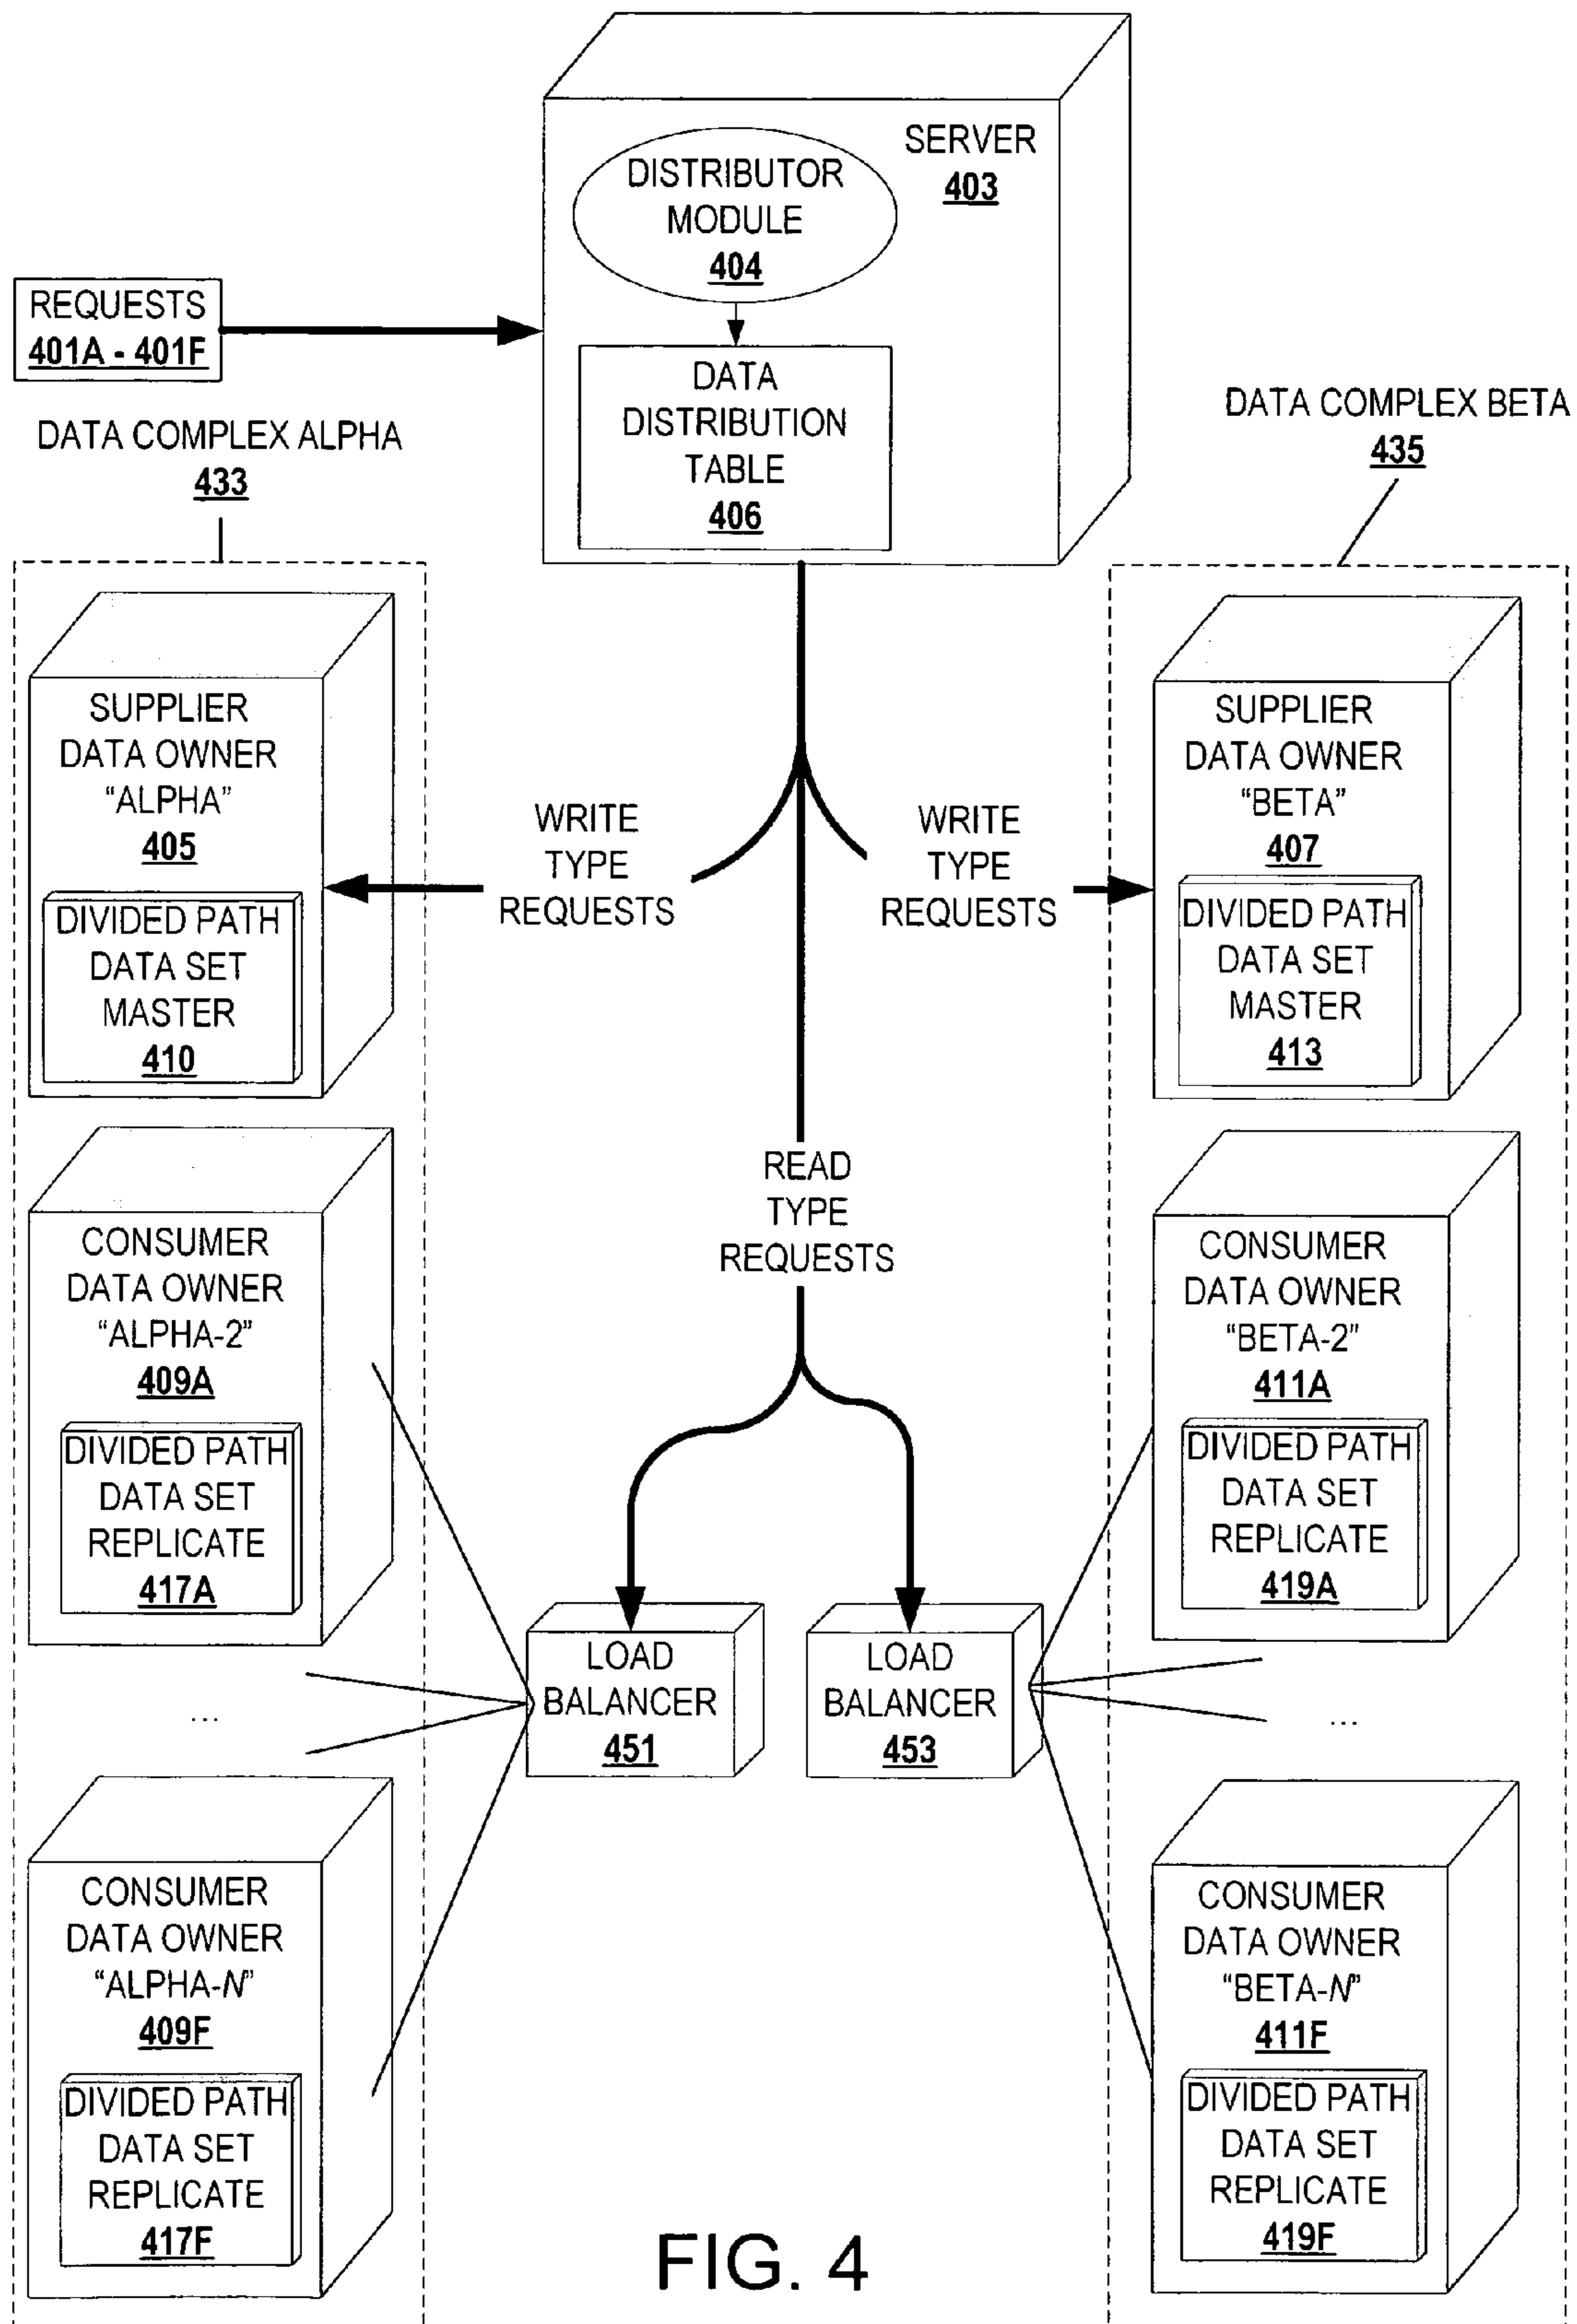 SERVER
403
DISTRIBUTOR
MODULE
404
REQUESTS
401A - 401F
DATA
DISTRIBUTION
TABLE
406
DATA COMPLEX ALPHA
433
DATA COMPLEX BETA
435
SUPPLIER
DATA OWNER
“ALPHA”
405
DIVIDED PATH
DATA SET
MASTER
410
WRITE
TYPE
REQUESTS
WRITE
TYPE
REQUESTS
SUPPLIER
DATA OWNER
“BETA”
407
DIVIDED PATH
DATA SET
MASTER
413
READ
TYPE
REQUESTS
CONSUMER
DATA OWNER
“ALPHA-2”
409A
DIVIDED PATH
DATA SET
REPLICATE
417A
CONSUMER
DATA OWNER
“BETA-2”
411A
DIVIDED PATH
DATA SET
REPLICATE
419A
LOAD
BALANCER
451
LOAD
BALANCER
453
...
...
CONSUMER
DATA OWNER
“ALPHA-N”
409F
DIVIDED PATH
DATA SET
REPLICATE
417F
CONSUMER
DATA OWNER
“BETA-N”
411F
DIVIDED PATH
DATA SET
REPLICATE
419F
FIG. 4